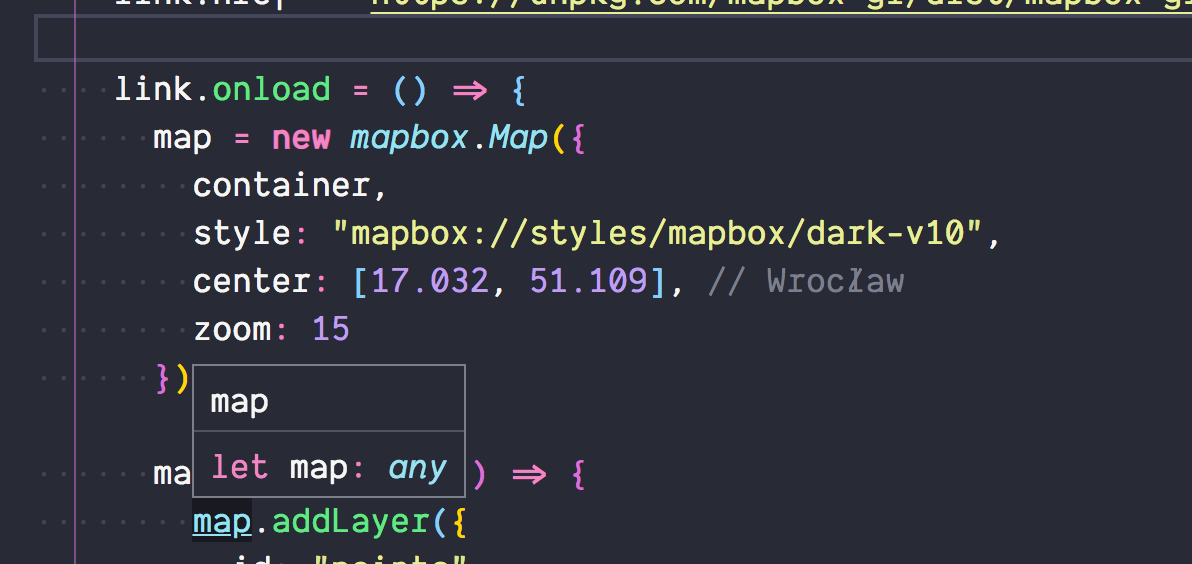 link.href = "https://unpkg.com/mapbox-gl/dist/mapbox-g
link.onload = () => {
map = new mapbox.Map({
container,
style: "mapbox://styles/mapbox/dark-v10",
center: [17.032, 51.109], // Wrocław
zoom: 15
})
map
let map: any
ma ) => {
map.addLayer({
id: "points"